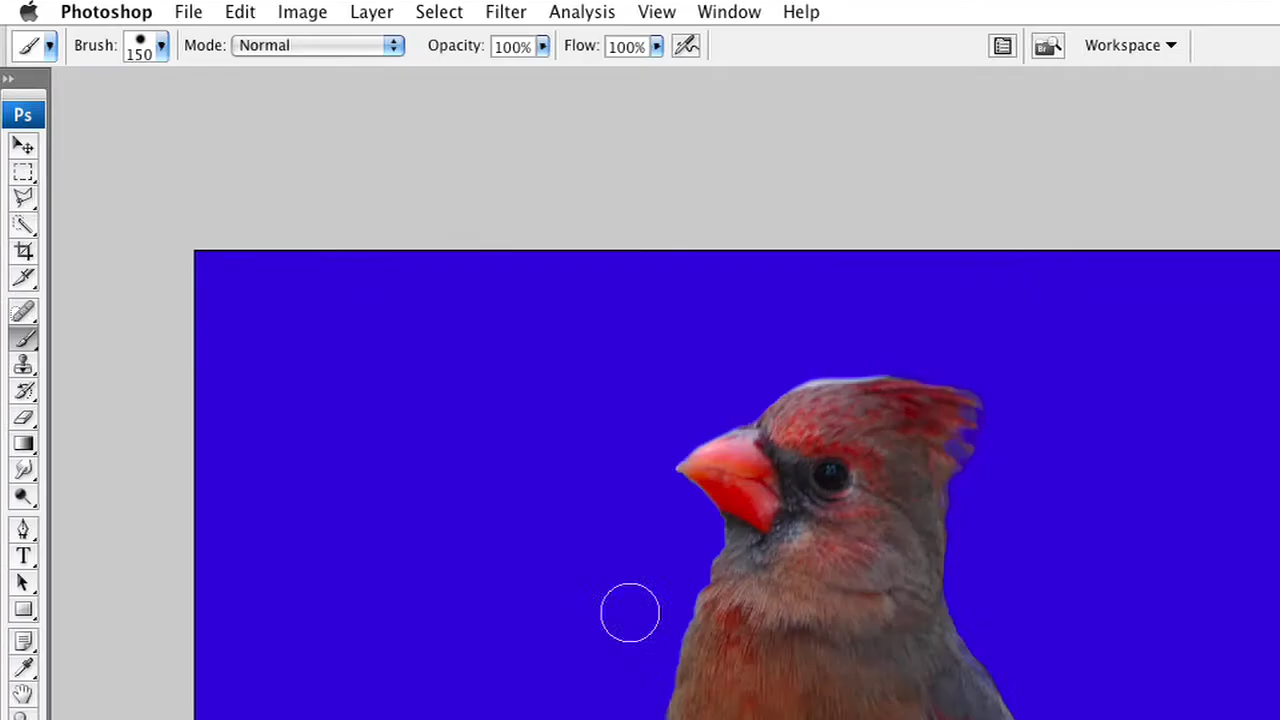 Photoshop File Edit Image Layer Select Filter Analysis View Window Help
Brush: 150 Mode: Normal Opacity: 100% Flow: 100% Br Workspace
Ps
T